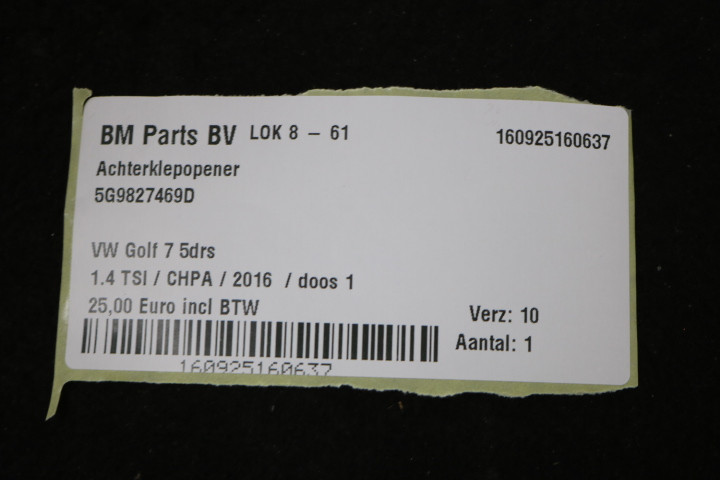 BM Parts BV LOK 8 - 61 160925160637
Achterklepopener
5G9827469D
VW Golf 7 5drs
1.4 TSI / CHPA / 2016 / doos 1
25,00 Euro incl BTW
Verz: 10
Aantal: 1
160925160637